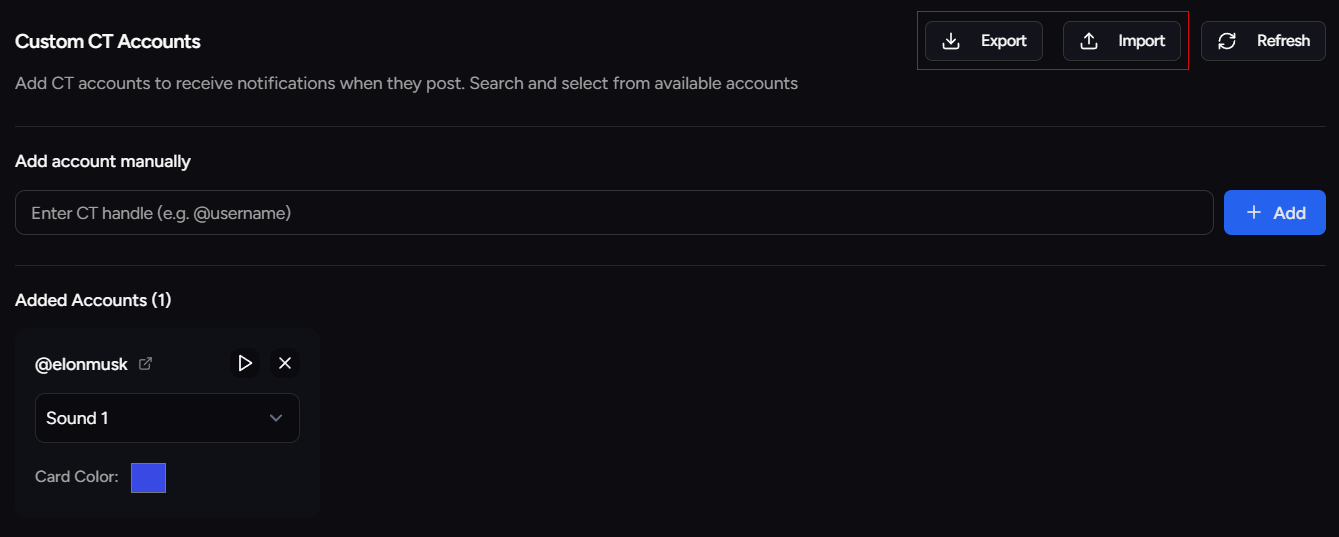 Custom CT Accounts
Export
Import
Refresh
Add CT accounts to receive notifications when they post. Search and select from available accounts
Add account manually
Enter CT handle (e.g. @username)
Add
Added Accounts (1)
@elonmusk
Sound 1
Card Color: